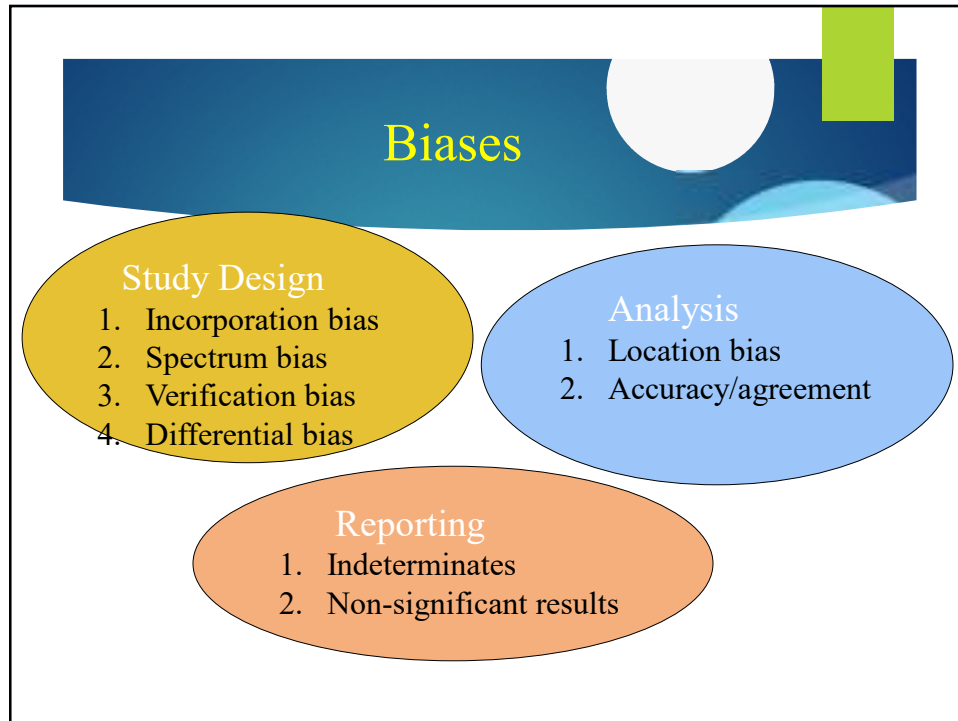 Biases
Study Design
1. Incorporation bias
2. Spectrum bias
3. Verification bias
4. Differential bias
Analysis
1. Location bias
2. Accuracy/agreement
Reporting
1. Indeterminates
2. Non-significant results